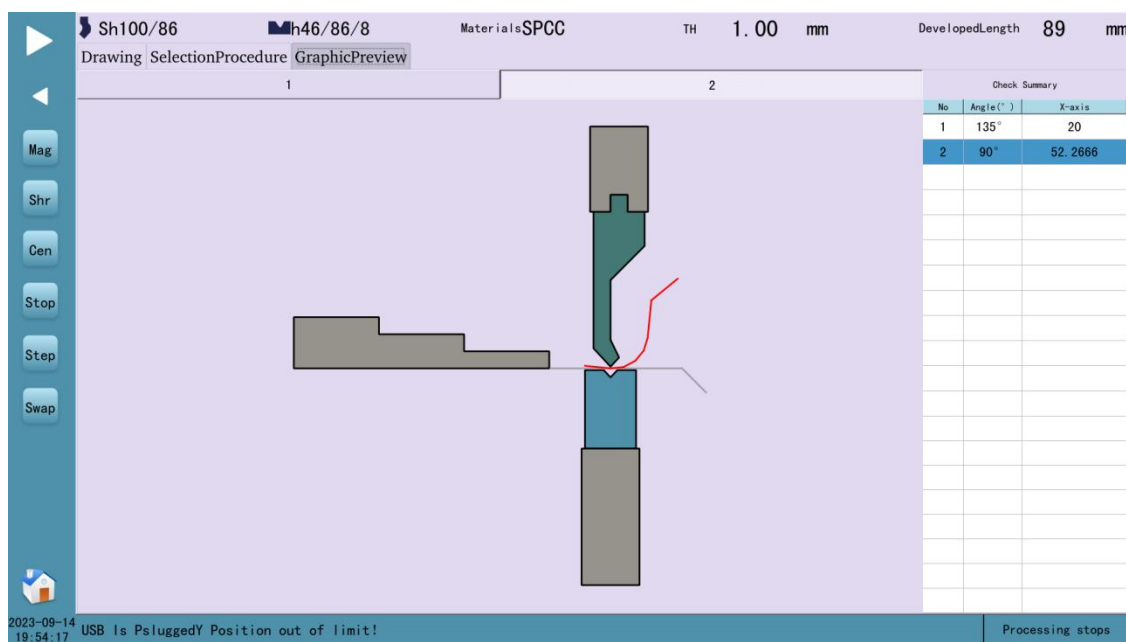 Sh100/86 h46/86/8 MaterialsSPCC TH 1.00 mm DevelopedLength 89 mm
Drawing SelectionProcedure GraphicPreview
1 2 Check Summary
No Angle(°) X-axis
1 135° 20
2 90° 52.2666
Mag
Shr
Cen
Stop
Step
Swap
2023-09-14
19:54:17
USB Is PsluggedY Position out of limit! Processing stops